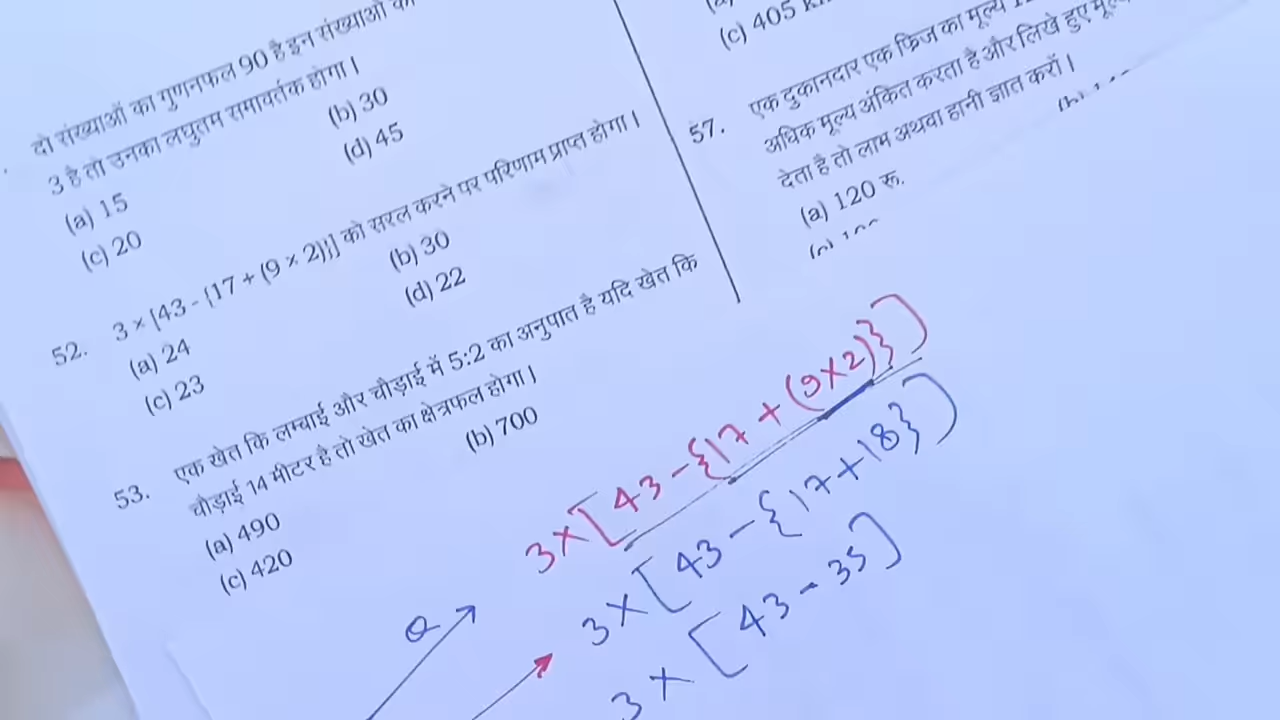 दो संख्याओं का गुणनफल 90 है इन संख्याओं का
3 है तो उनका लघुतम समावर्तक होगा।
(a) 15 (b) 30
(c) 20 (d) 45
52. 3 × [43 - {17 + (9 × 2)}] को सरल करने पर परिणाम प्राप्त होगा।
(a) 24 (b) 30
(c) 23 (d) 22
53. एक खेत कि लम्बाई और चौड़ाई में 5:2 का अनुपात है यदि खेत कि
चौड़ाई 14 मीटर है तो खेत का क्षेत्रफल होगा।
(a) 490 (b) 700
(c) 420
(c) 405
57. एक दुकानदार एक फ्रिज का मूल्य
अधिक मूल्य अंकित करता है और लिखे हुए
देता है तो लाभ अथवा हानी ज्ञात करों।
(a) 120 रू.
3×[43-{17+(9×2)}]
3×[43-{17+18}]
3×[43-35]